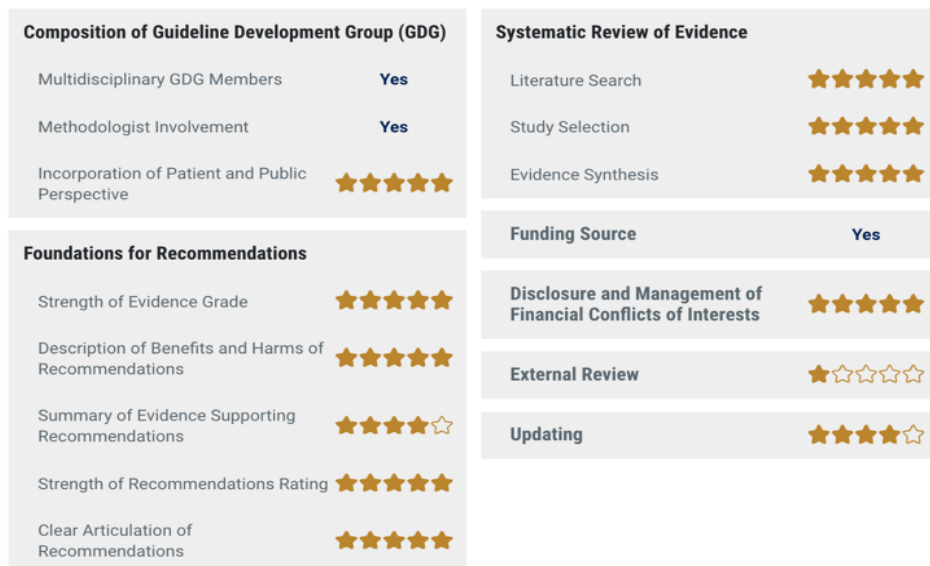 Composition of Guideline Development Group (GDG)
Multidisciplinary GDG Members Yes
Methodologist Involvement Yes
Incorporation of Patient and Public
Perspective
Foundations for Recommendations
Strength of Evidence Grade
Description of Benefits and Harms of
Recommendations
Summary of Evidence Supporting
Recommendations
Strength of Recommendations Rating
Clear Articulation of
Recommendations
Systematic Review of Evidence
Literature Search
Study Selection
Evidence Synthesis
Funding Source Yes
Disclosure and Management of
Financial Conflicts of Interests
External Review
Updating